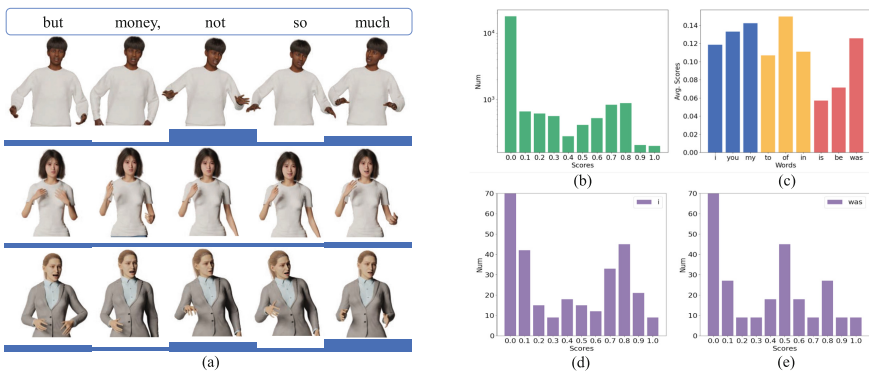 but money, not so much
(a)
10⁴
10³
Num
0.0 0.1 0.2 0.3 0.4 0.5 0.6 0.7 0.8 0.9 1.0
Scores
(b)
0.14
0.12
0.10
0.08
0.06
0.04
0.02
0.00
Avg. Scores
i you my to of in is be was
Words
(c)
70
60
50
40
30
20
10
0
Num
i
0.0 0.1 0.2 0.3 0.4 0.5 0.6 0.7 0.8 0.9 1.0
Scores
(d)
70
60
50
40
30
20
10
0
Num
was
0.0 0.1 0.2 0.3 0.4 0.5 0.6 0.7 0.8 0.9 1.0
Scores
(e)